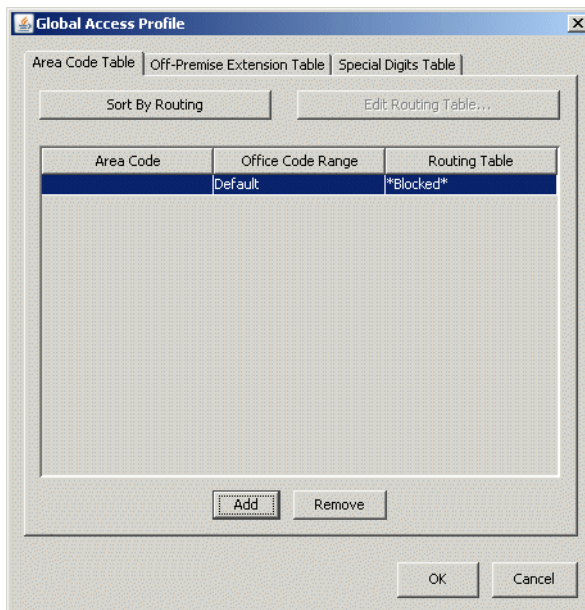 Global Access Profile
Area Code Table Off-Premise Extension Table Special Digits Table
Sort By Routing Edit Routing Table...
Area Code Office Code Range Routing Table
Default *Blocked*
Add Remove
OK Cancel